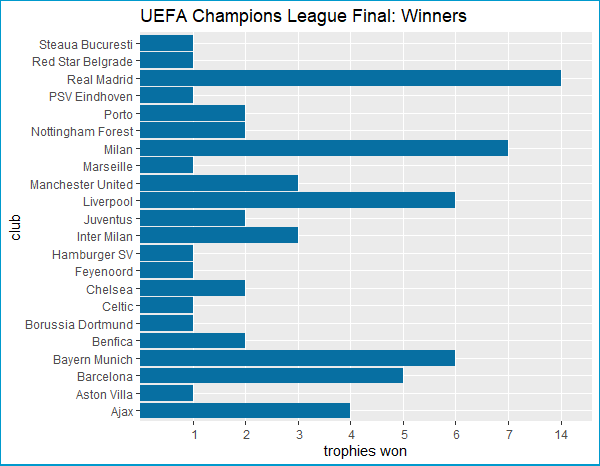 UEFA Champions League Final: Winners
club
Steaua Bucuresti
Red Star Belgrade
Real Madrid
PSV Eindhoven
Porto
Nottingham Forest
Milan
Marseille
Manchester United
Liverpool
Juventus
Inter Milan
Hamburger SV
Feyenoord
Chelsea
Celtic
Borussia Dortmund
Benfica
Bayern Munich
Barcelona
Aston Villa
Ajax
1 2 3 4 5 6 7 14
trophies won